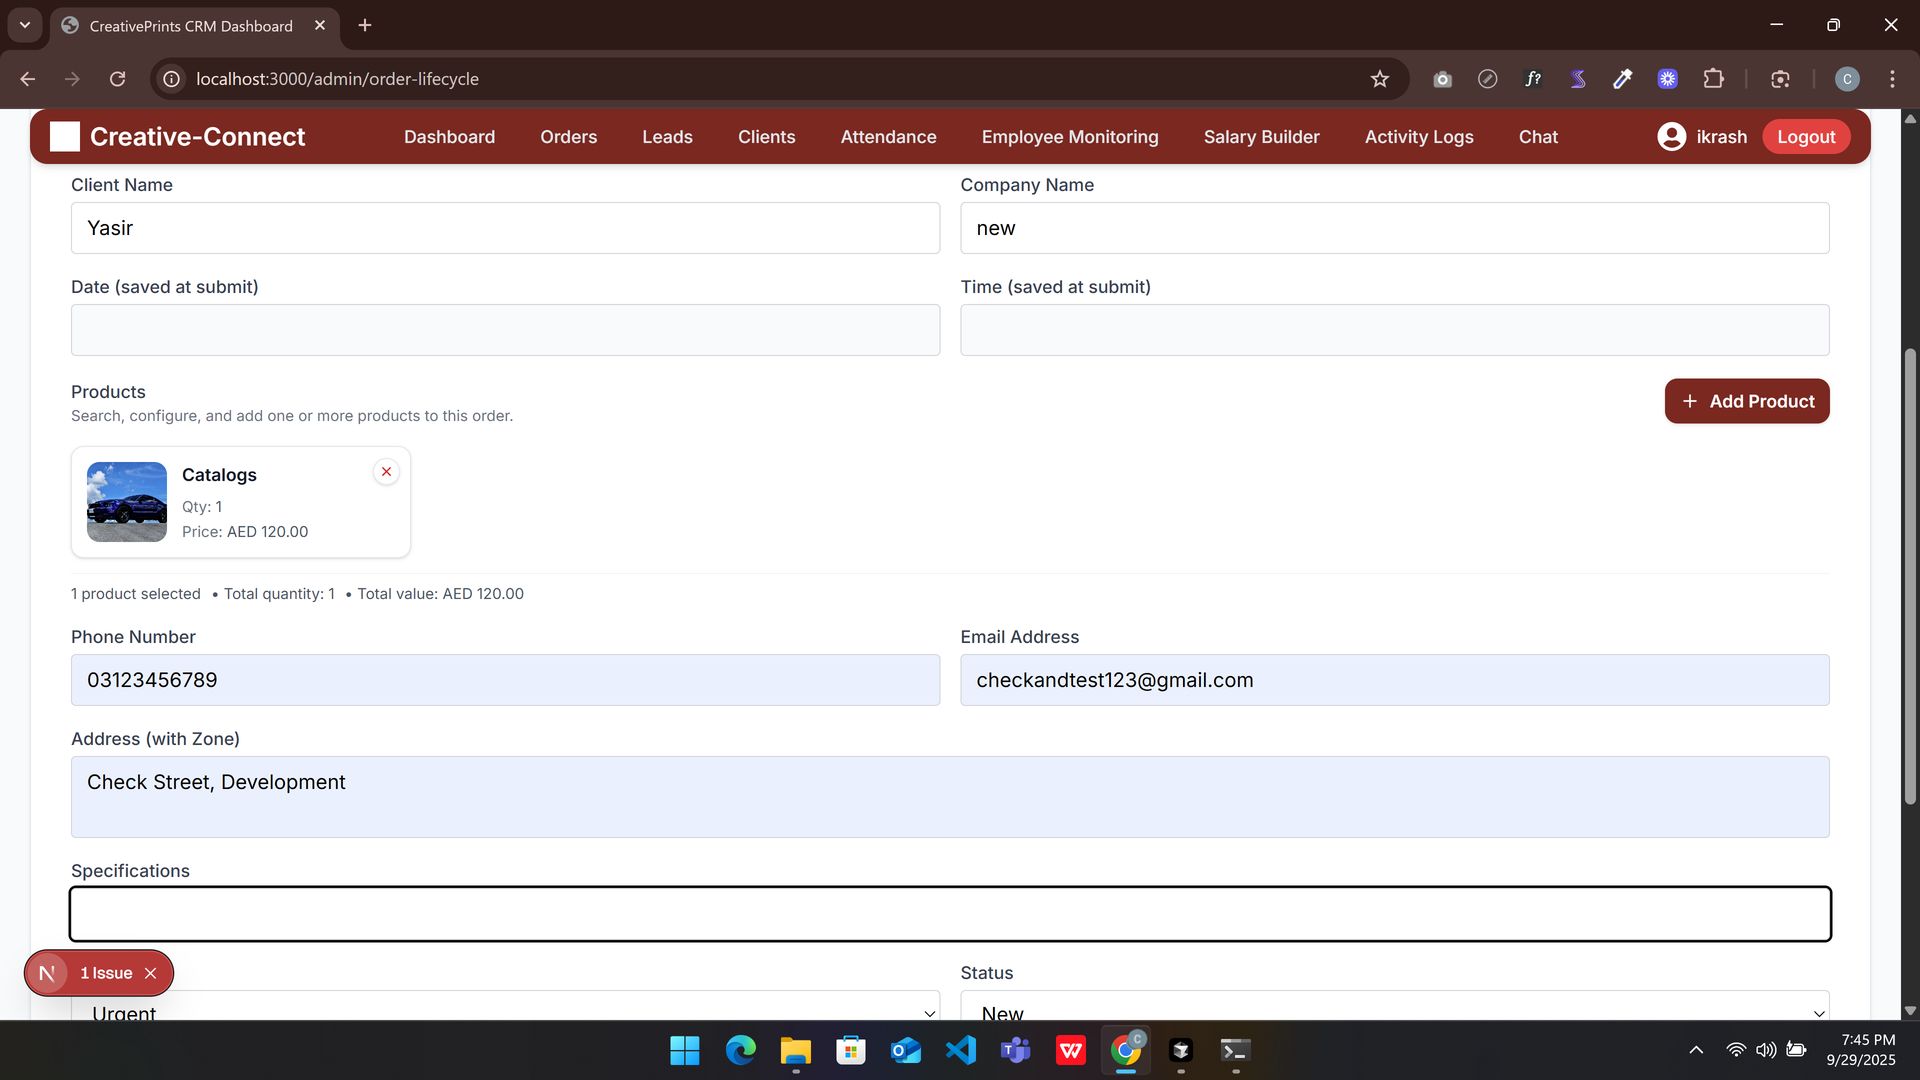 CreativePrints CRM Dashboard
localhost:3000/admin/order-lifecycle
f?
C
Creative-Connect Dashboard Orders Leads Clients Attendance Employee Monitoring Salary Builder Activity Logs Chat ikrash Logout
Client Name Company Name
Yasir new
Date (saved at submit) Time (saved at submit)
Products
Search, configure, and add one or more products to this order.
+ Add Product
Catalogs
Qty: 1
Price: AED 120.00
1 product selected • Total quantity: 1 • Total value: AED 120.00
Phone Number Email Address
03123456789 checkandtest123@gmail.com
Address (with Zone)
Check Street, Development
Specifications
N 1 Issue
Status
Urgent New
7:45 PM
9/29/2025